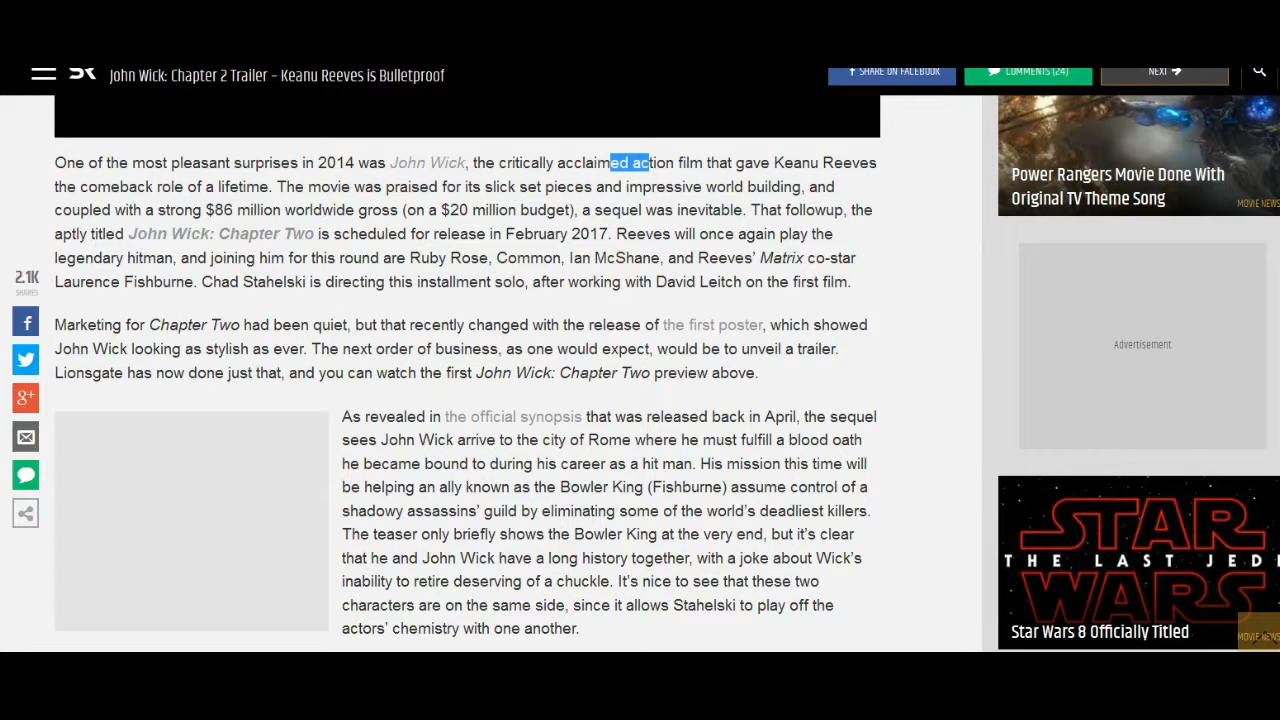 John Wick: Chapter 2 Trailer – Keanu Reeves is Bulletproof
SHARE ON FACEBOOK
COMMENTS (24)
NEXT
One of the most pleasant surprises in 2014 was John Wick, the critically acclaimed action film that gave Keanu Reeves
the comeback role of a lifetime. The movie was praised for its slick set pieces and impressive world building, and
coupled with a strong $86 million worldwide gross (on a $20 million budget), a sequel was inevitable. That followup, the
aptly titled John Wick: Chapter Two is scheduled for release in February 2017. Reeves will once again play the
legendary hitman, and joining him for this round are Ruby Rose, Common, Ian McShane, and Reeves’ Matrix co-star
Laurence Fishburne. Chad Stahelski is directing this installment solo, after working with David Leitch on the first film.
2.1K
SHARES
Marketing for Chapter Two had been quiet, but that recently changed with the release of the first poster, which showed
John Wick looking as stylish as ever. The next order of business, as one would expect, would be to unveil a trailer.
Lionsgate has now done just that, and you can watch the first John Wick: Chapter Two preview above.
As revealed in the official synopsis that was released back in April, the sequel
sees John Wick arrive to the city of Rome where he must fulfill a blood oath
he became bound to during his career as a hit man. His mission this time will
be helping an ally known as the Bowler King (Fishburne) assume control of a
shadowy assassins’ guild by eliminating some of the world’s deadliest killers.
The teaser only briefly shows the Bowler King at the very end, but it’s clear
that he and John Wick have a long history together, with a joke about Wick’s
inability to retire deserving of a chuckle. It’s nice to see that these two
characters are on the same side, since it allows Stahelski to play off the
actors’ chemistry with one another.
Power Rangers Movie Done With
Original TV Theme Song
MOVIE NEWS
Advertisement
STAR
THE LAST JEDI
WARS
Star Wars 8 Officially Titled
MOVIE NEWS